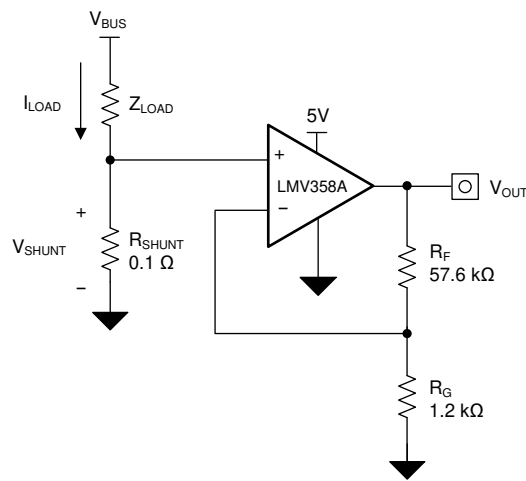 V_BUS
I_LOAD
Z_LOAD
5V
+
LMV358A
−
V_OUT
+
V_SHUNT
−
R_SHUNT
0.1 Ω
R_F
57.6 kΩ
R_G
1.2 kΩ